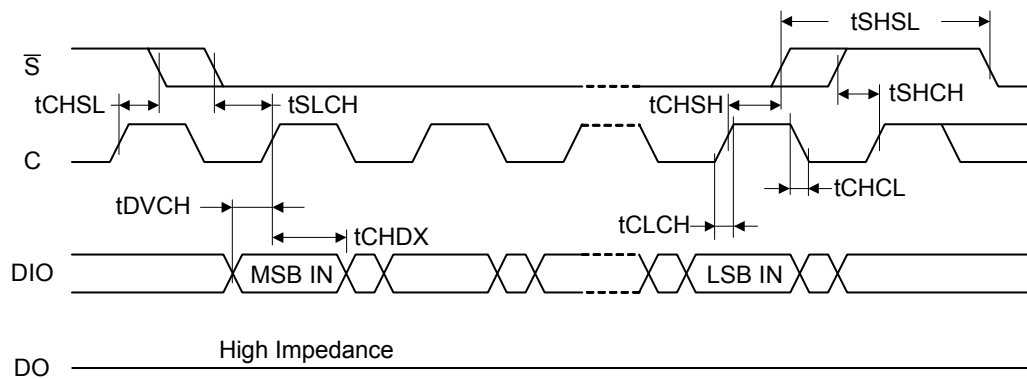 tSHSL
S̅
tCHSL
tSLCH
tCHSH
tSHCH
C
tDVCH
tCHCL
tCLCH
tCHDX
DIO
MSB IN
LSB IN
High Impedance
DO